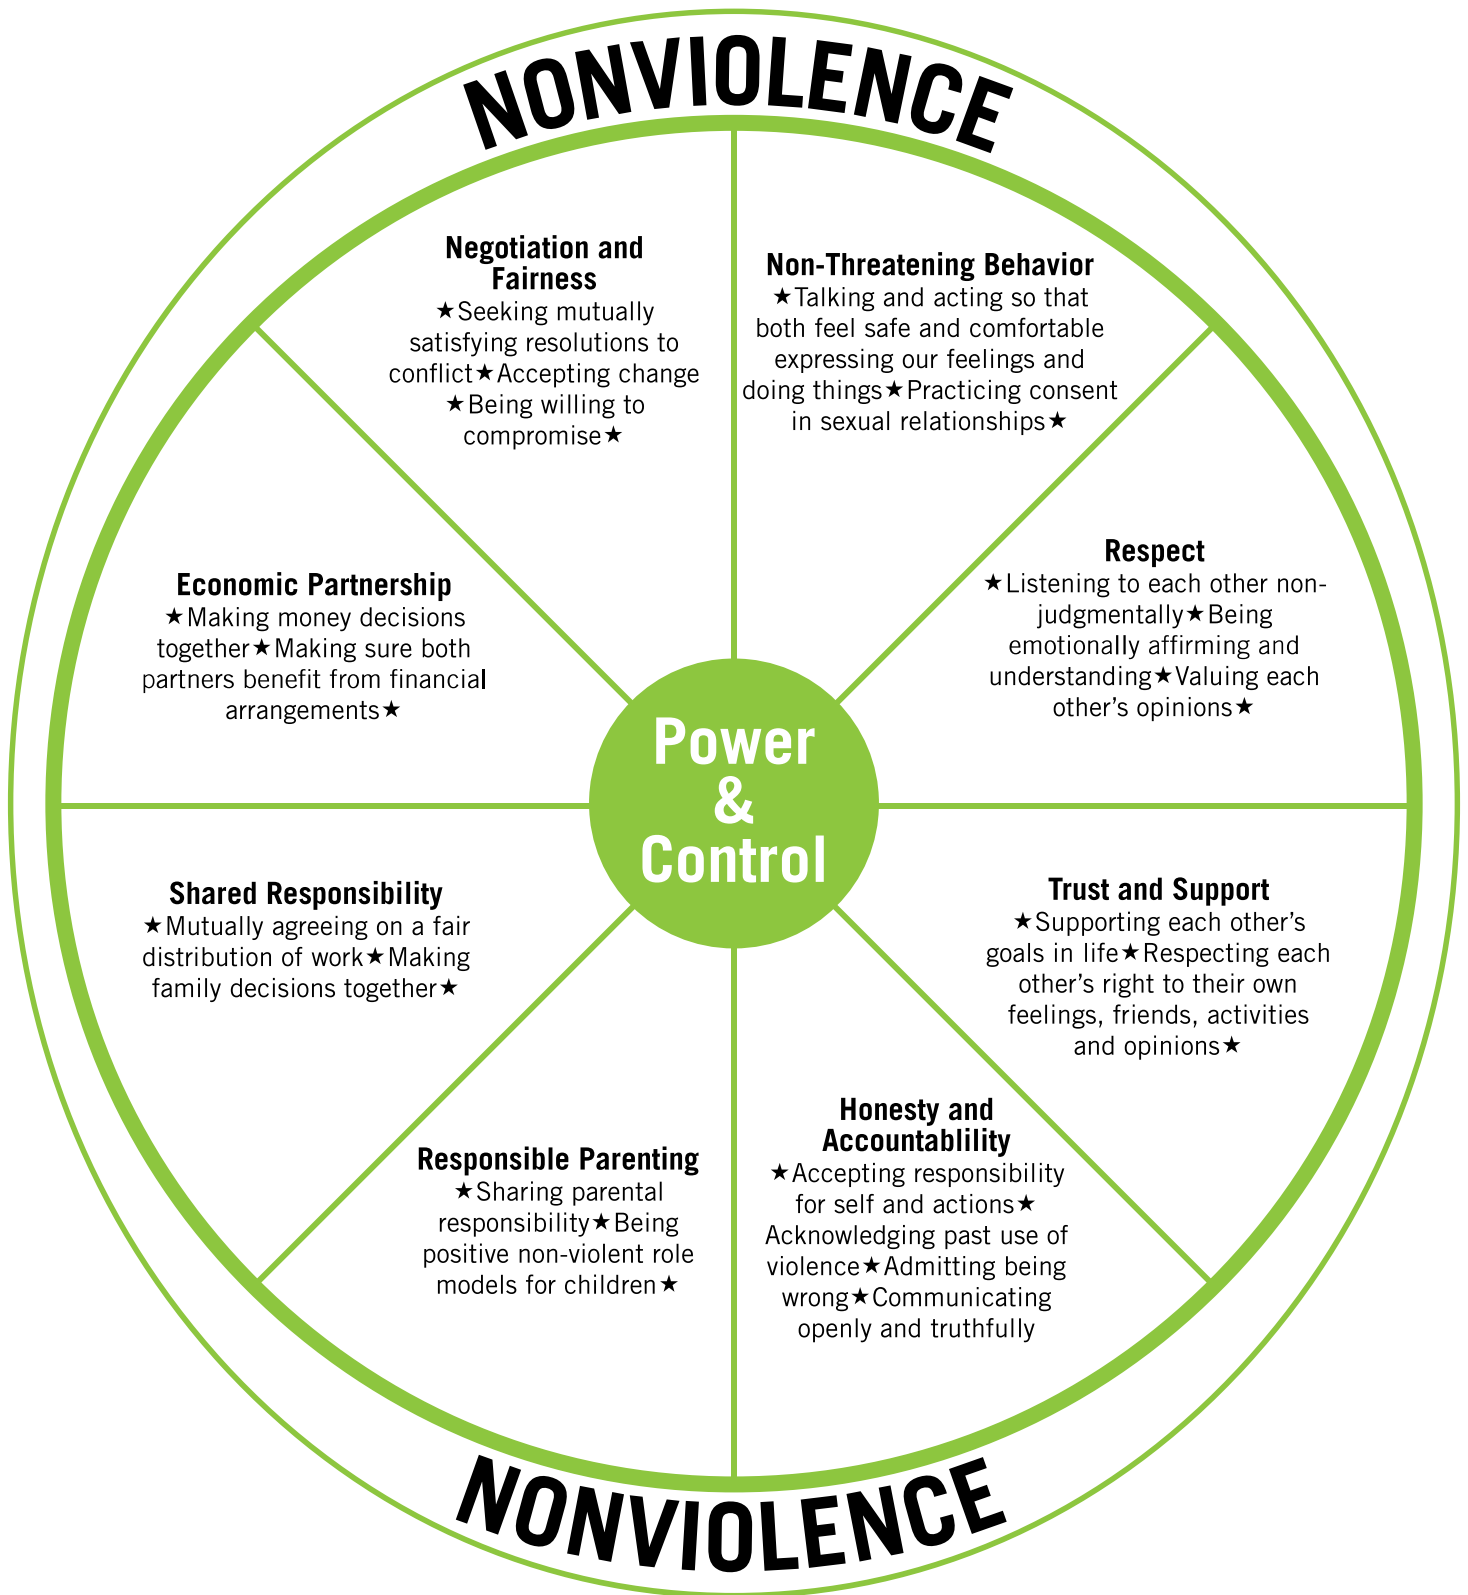 NONVIOLENCE
Negotiation and
Fairness
★Seeking mutually
satisfying resolutions to
conflict★Accepting change
★Being willing to
compromise★
Non-Threatening Behavior
★Talking and acting so that
both feel safe and comfortable
expressing our feelings and
doing things★Practicing consent
in sexual relationships★
Economic Partnership
★Making money decisions
together★Making sure both
partners benefit from financial
arrangements★
Respect
★Listening to each other non-
judgmentally★Being
emotionally affirming and
understanding★Valuing each
other’s opinions★
Power
&
Control
Shared Responsibility
★Mutually agreeing on a fair
distribution of work★Making
family decisions together★
Trust and Support
★Supporting each other’s
goals in life★Respecting each
other’s right to their own
feelings, friends, activities
and opinions★
Responsible Parenting
★Sharing parental
responsibility★Being
positive non-violent role
models for children★
Honesty and
Accountablility
★Accepting responsibility
for self and actions★
Acknowledging past use of
violence★Admitting being
wrong★Communicating
openly and truthfully
NONVIOLENCE